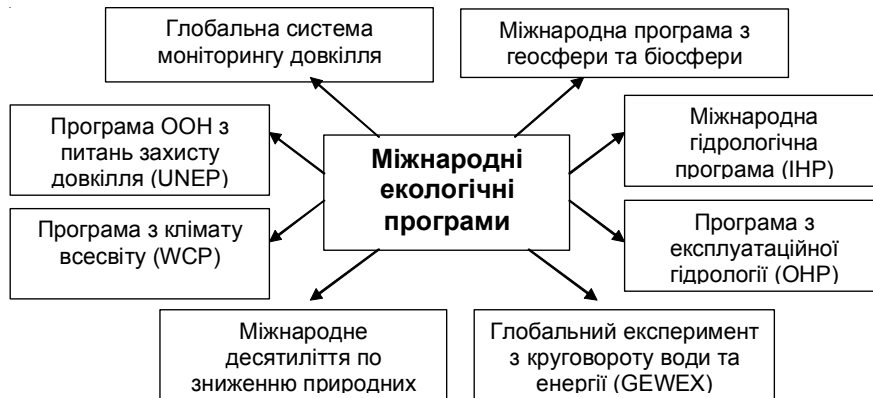 Глобальна система
моніторингу довкілля
Міжнародна програма з
геосфери та біосфери
Програма ООН з
питань захисту
довкілля (UNEP)
Міжнародні
екологічні
програми
Міжнародна
гідрологічна
програма (IHP)
Програма з клімату
всесвіту (WCP)
Програма з
експлуатаційної
гідрології (OHP)
Міжнародне
десятиліття по
зниженню природних
Глобальний експеримент
з круговороту води та
енергії (GEWEX)